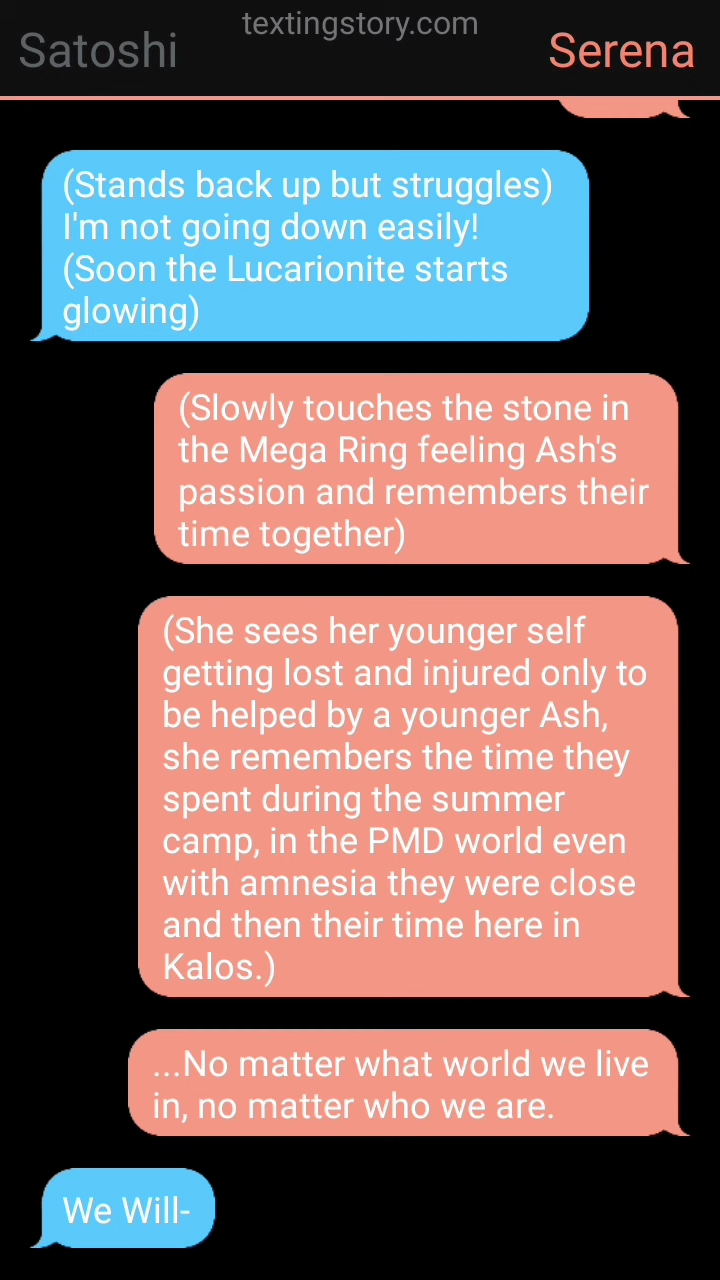 textingstory.com
Satoshi
Serena
(Stands back up but struggles)
I'm not going down easily!
(Soon the Lucarionite starts
glowing)
(Slowly touches the stone in
the Mega Ring feeling Ash's
passion and remembers their
time together)
(She sees her younger self
getting lost and injured only to
be helped by a younger Ash,
she remembers the time they
spent during the summer
camp, in the PMD world even
with amnesia they were close
and then their time here in
Kalos.)
...No matter what world we live
in, no matter who we are.
We Will-